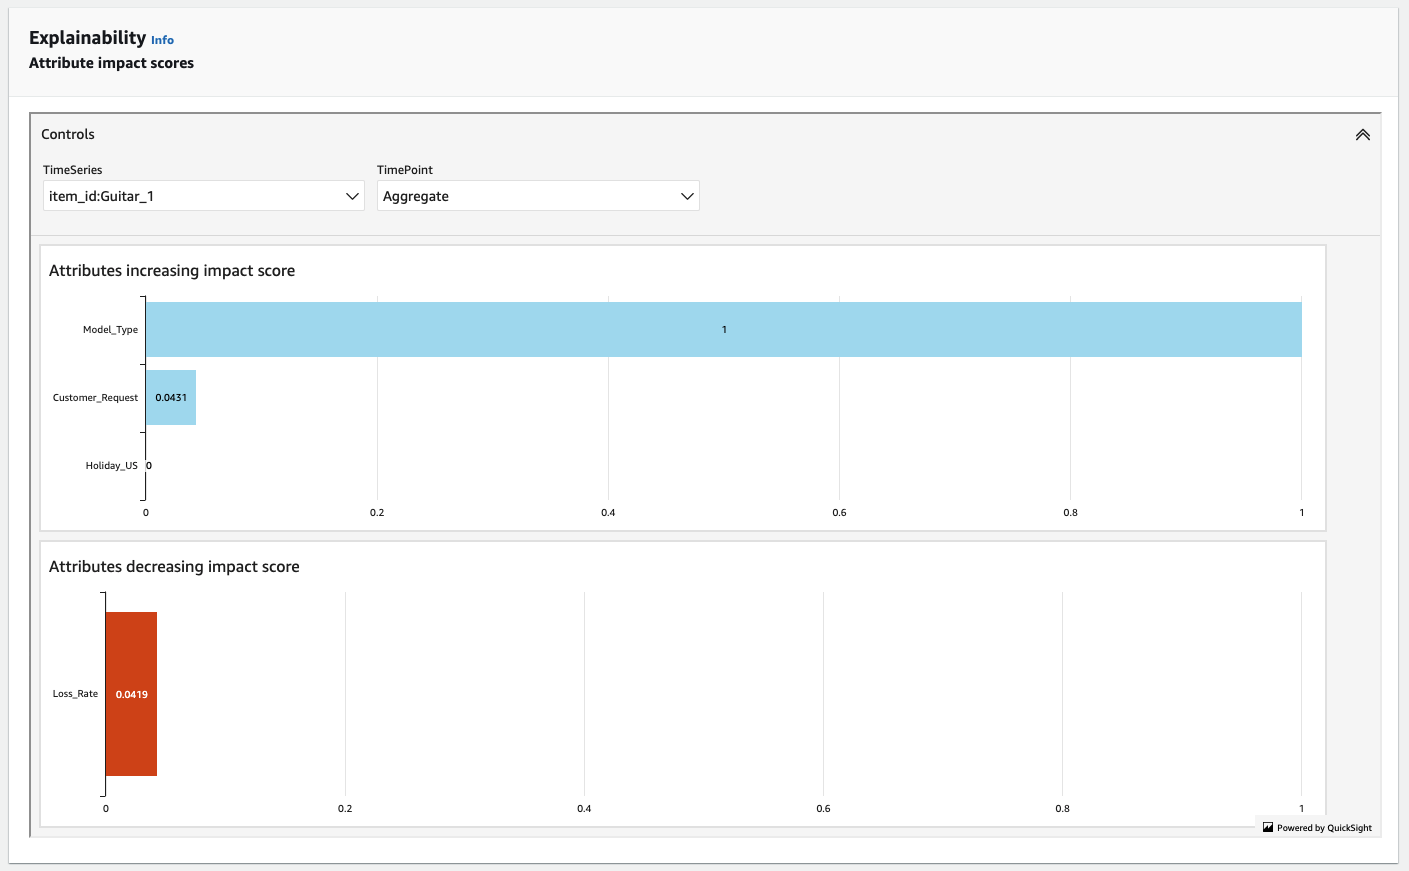 Explainability Info
Attribute impact scores
Controls
TimeSeries TimePoint
item_id:Guitar_1 Aggregate
Attributes increasing impact score
Model_Type 1
Customer_Request 0.0431
Holiday_US 0
0 0.2 0.4 0.6 0.8 1
Attributes decreasing impact score
Loss_Rate 0.0419
0 0.2 0.4 0.6 0.8 1
Powered by QuickSight